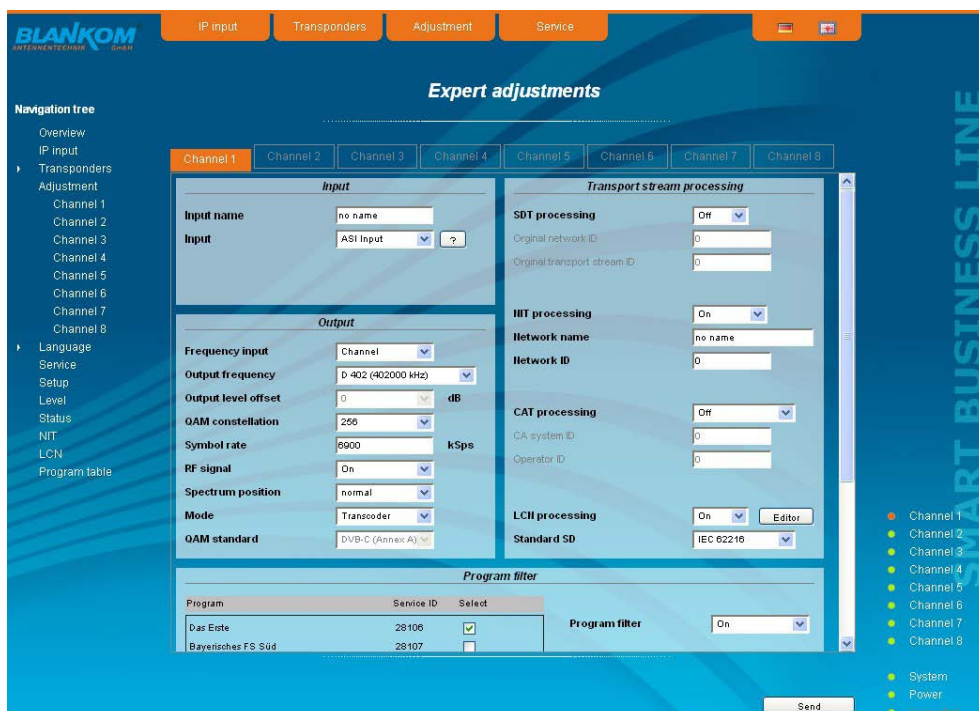 BLANKOM
ANTENNENTECHNIK GmbH
IP input
Transponders
Adjustment
Service
Expert adjustments
Navigation tree
Overview
IP input
Transponders
Adjustment
Channel 1
Channel 2
Channel 3
Channel 4
Channel 5
Channel 6
Channel 7
Channel 8
Language
Service
Setup
Level
Status
NIT
LCN
Program table
Channel 1 Channel 2 Channel 3 Channel 4 Channel 5 Channel 6 Channel 7 Channel 8
Input
Input name no name
Input ASI Input ?
Output
Frequency input Channel
Output frequency D 402 (402000 kHz)
Output level offset 0 dB
QAM constellation 256
Symbol rate 6900 kSps
RF signal On
Spectrum position normal
Mode Transcoder
QAM standard DVB-C (Annex A)
Transport stream processing
SDT processing Off
Orginal network ID 0
Orginal transport stream ID 0
NIT processing On
Network name no name
Network ID 0
CAT processing Off
CA system ID 0
Operator ID 0
LCN processing On Editor
Standard SD IEC 62216
Program filter
Program Service ID Select
Das Erste 28106
Bayerisches FS Süd 28107
Program filter On
Send
SMART BUSINESS LINE
Channel 1
Channel 2
Channel 3
Channel 4
Channel 5
Channel 6
Channel 7
Channel 8
System
Power